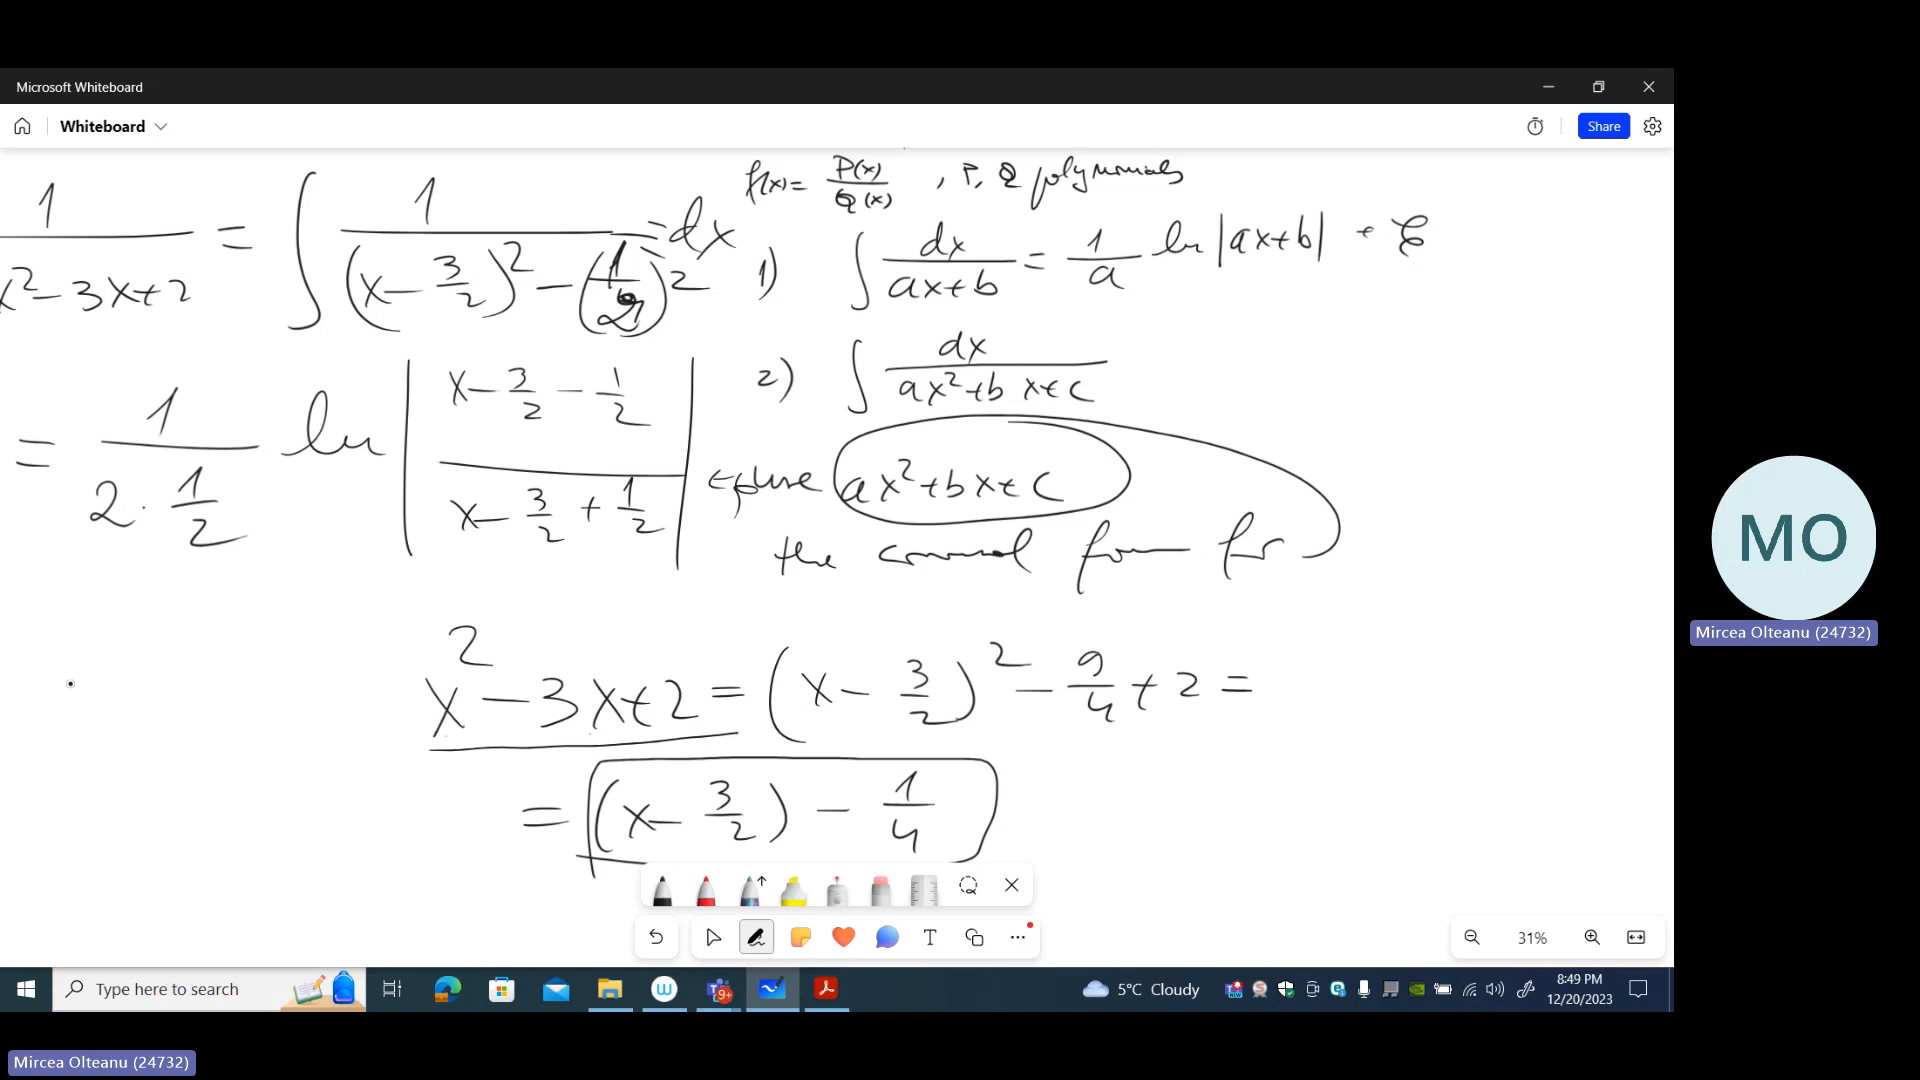 Microsoft Whiteboard
Whiteboard
Share
f(x) = P(x)/Q(x) , P, Q polynomials
1/x² - 3x + 2 = ∫ 1/(x - 3/2)² - (1/2)² = dx
1) ∫ dx/ax+b = 1/a ln |ax+b| + C
2) ∫ dx/ax²+bx+c
= 1/2·1/2 ln | x - 3/2 - 1/2 / x - 3/2 + 1/2 |
ax²+bx+c
the form for
x² - 3x + 2 = (x - 3/2)² - 9/4 + 2 =
= (x - 3/2) - 1/4
31%
Type here to search
9+
5°C Cloudy
8:49 PM
12/20/2023
MO
Mircea Olteanu (24732)
Mircea Olteanu (24732)